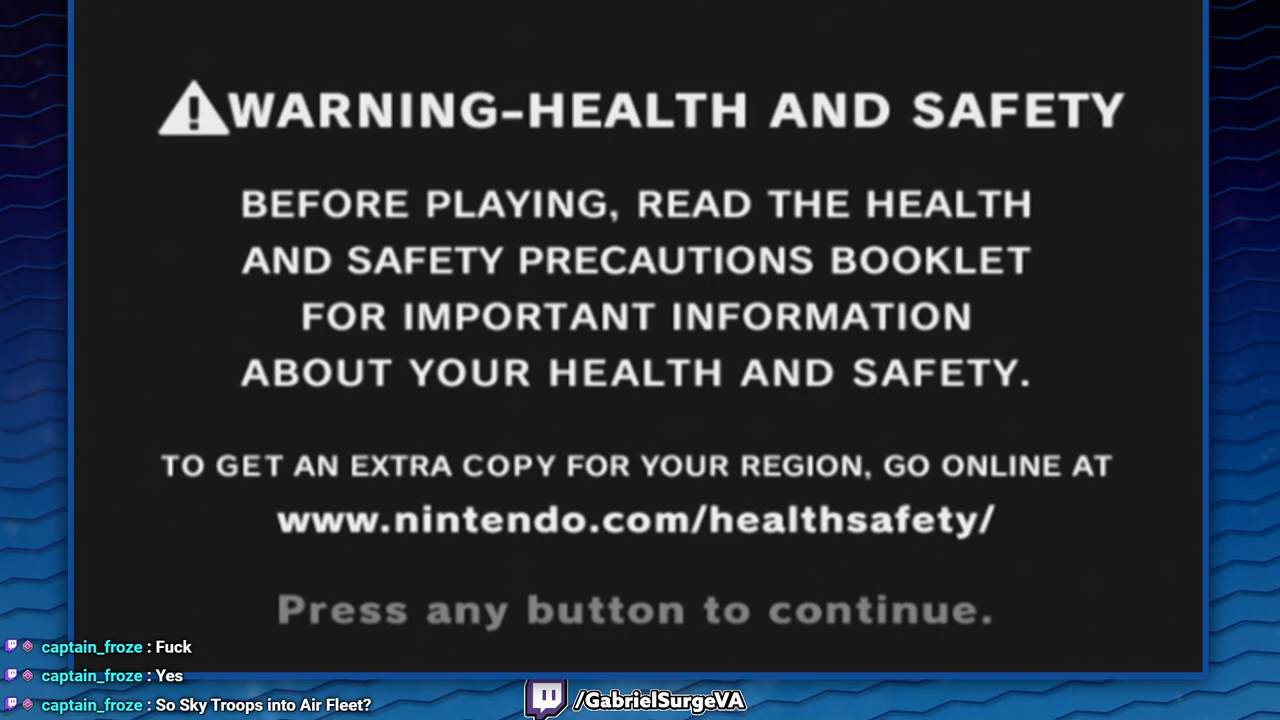 WARNING-HEALTH AND SAFETY
BEFORE PLAYING, READ THE HEALTH
AND SAFETY PRECAUTIONS BOOKLET
FOR IMPORTANT INFORMATION
ABOUT YOUR HEALTH AND SAFETY.
TO GET AN EXTRA COPY FOR YOUR REGION, GO ONLINE AT
www.nintendo.com/healthsafety/
Press any button to continue.
captain_froze : Fuck
captain_froze : Yes
captain_froze : So Sky Troops into Air Fleet?
/GabrielSurgeVA